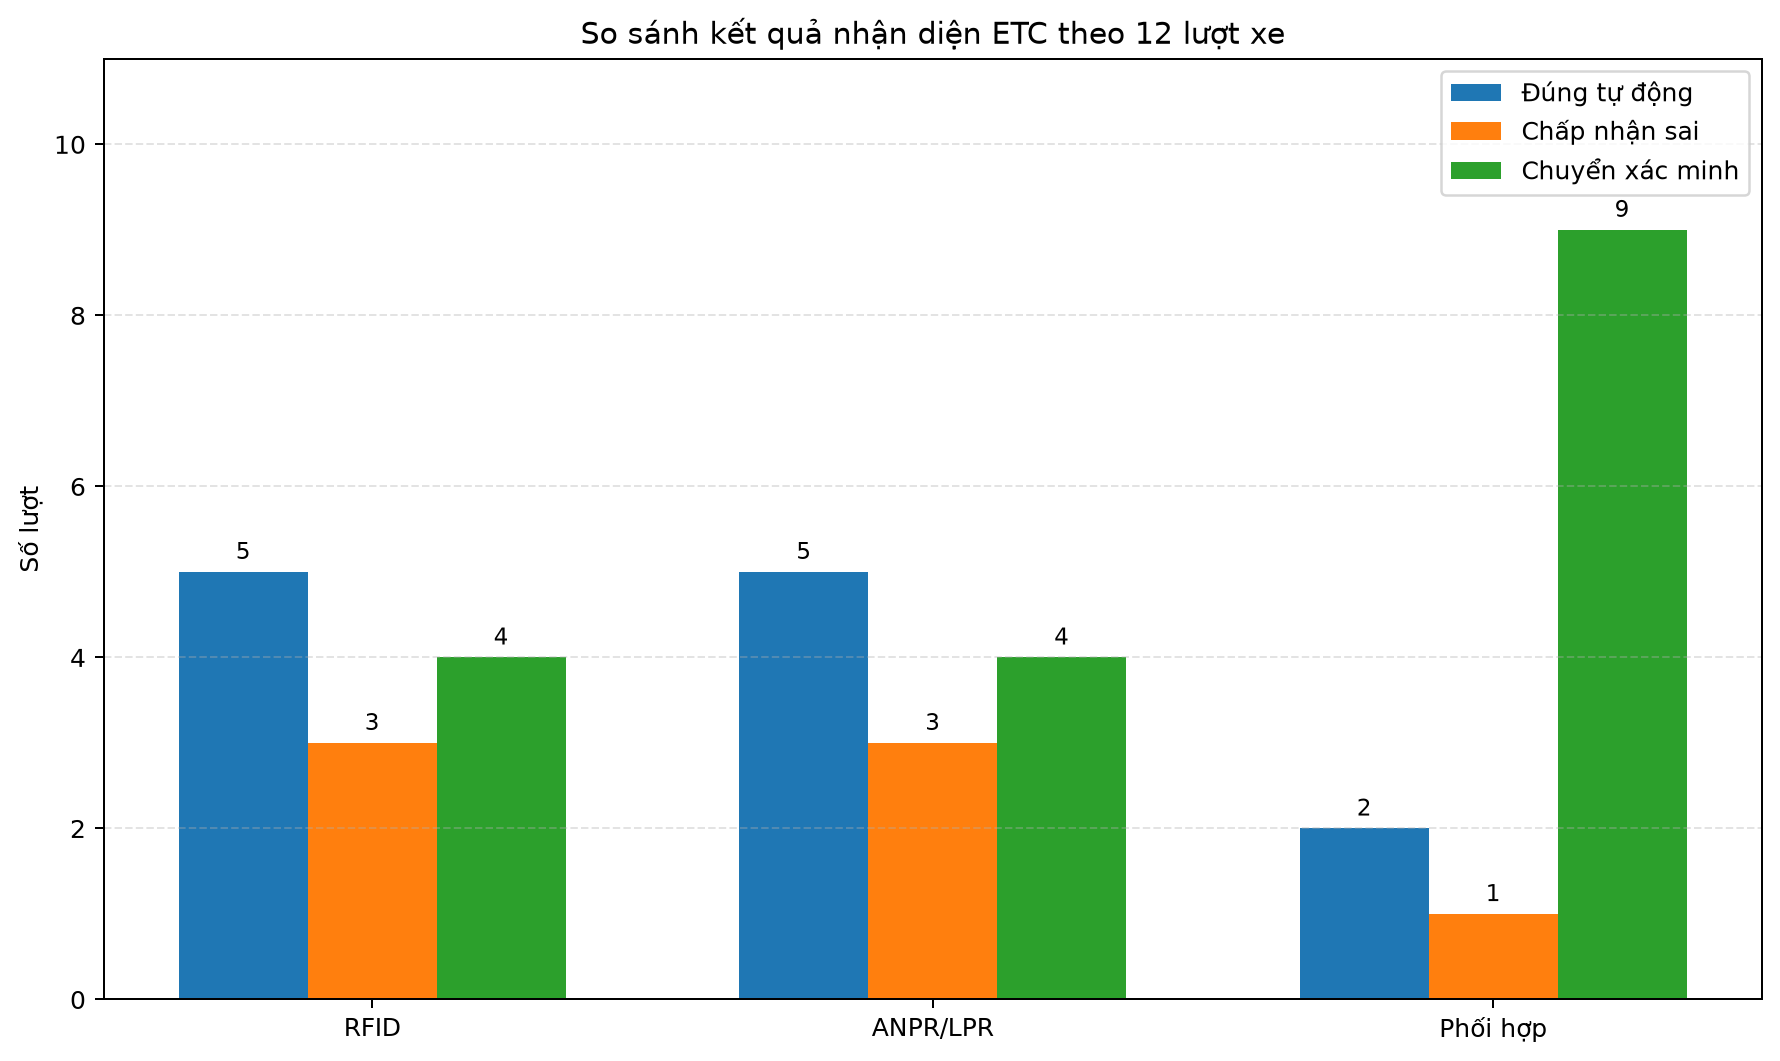 So sánh kết quả nhận diện ETC theo 12 lượt xe
Đúng tự động
Chấp nhận sai
Chuyển xác minh
Số lượt
10
8
6
4
2
0
5
3
4
5
3
4
2
1
9
RFID
ANPR/LPR
Phối hợp